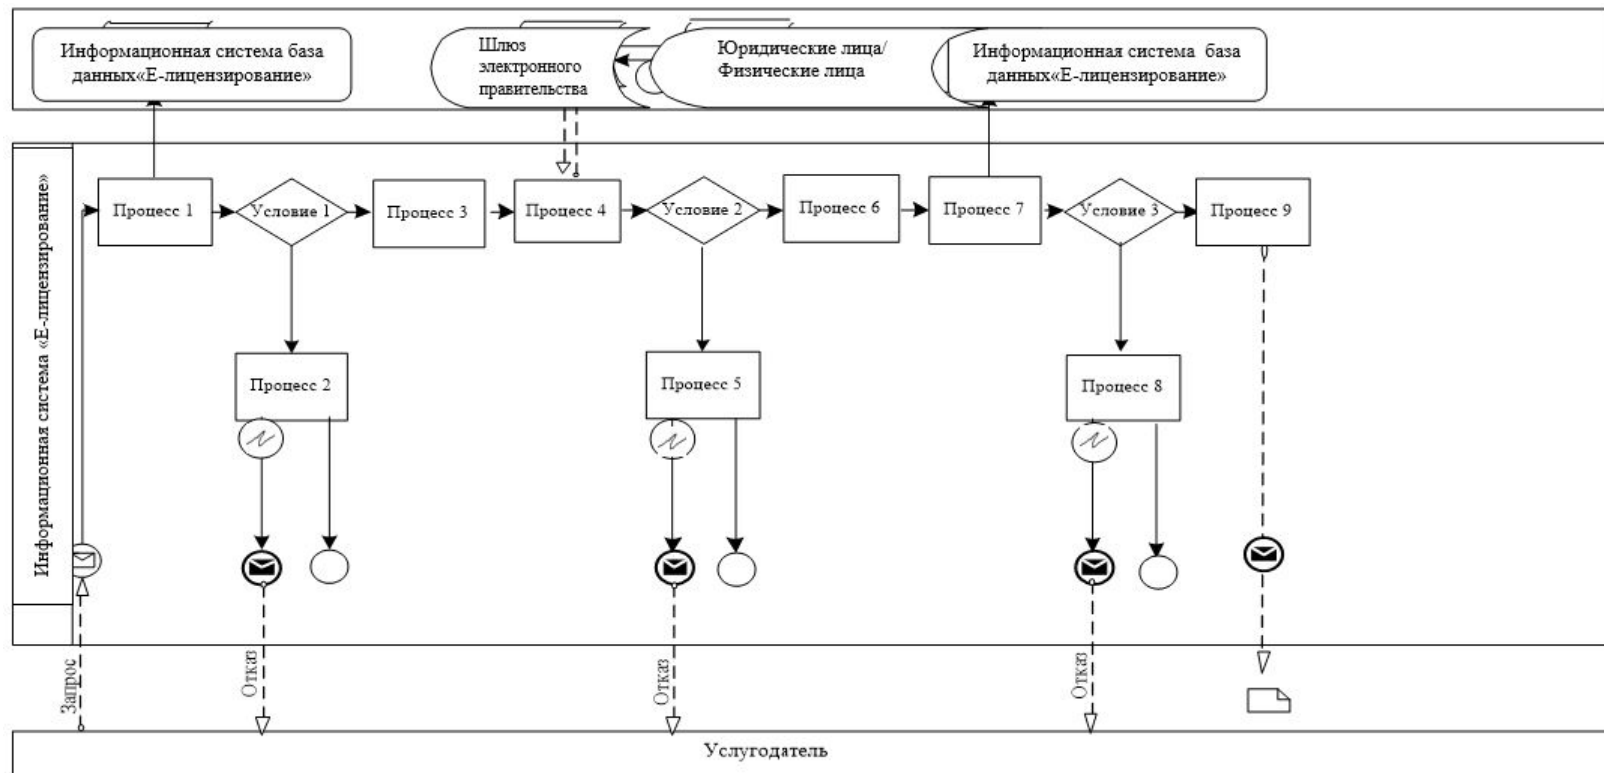 Информационная система база
данных«Е-лицензирование»
Шлюз
электронного
правительства
Юридические лица/
Физические лица
Информационная система база
данных«Е-лицензирование»
Информационная система «Е-лицензирование»
Процесс 1
Условие 1
Процесс 3
Процесс 4
Условие 2
Процесс 6
Процесс 7
Условие 3
Процесс 9
Процесс 2
Процесс 5
Процесс 8
Запрос
Отказ
Отказ
Отказ
Услугодатель